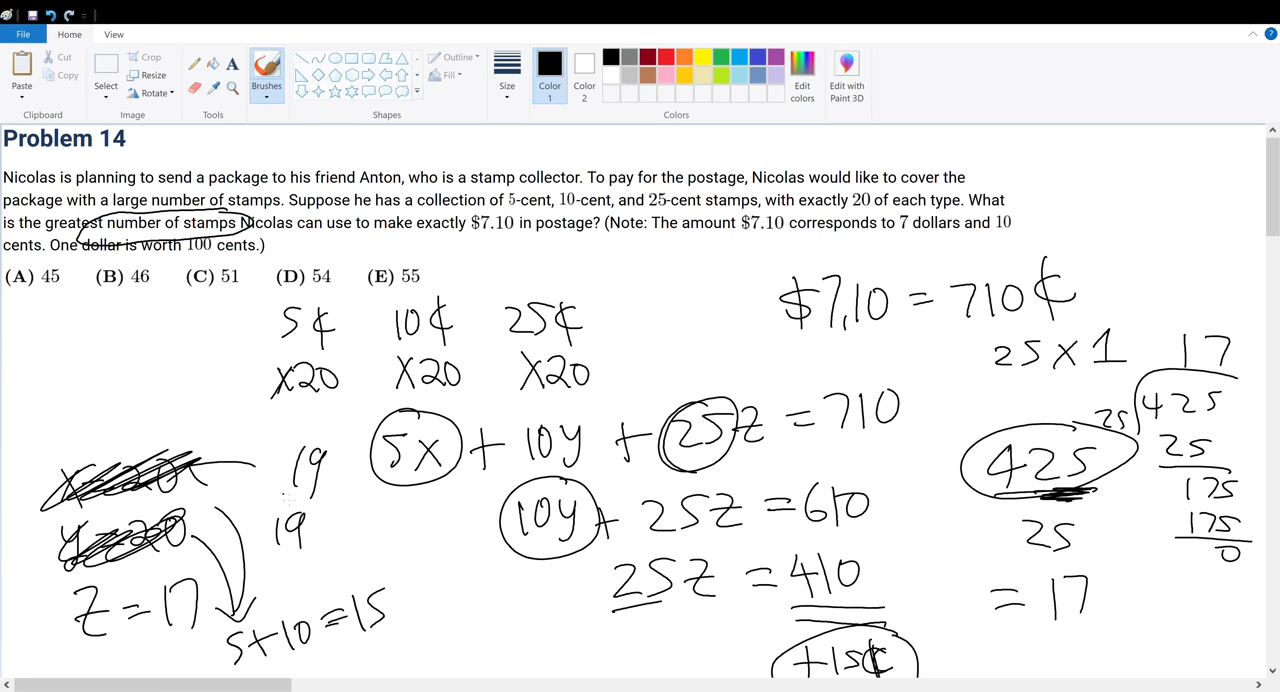 File Home View
Paste Cut Copy Clipboard
Select Crop Resize Rotate Image
A Tools
Brushes
Shapes Outline Fill
Size
Color 1 Color 2 Edit colors Edit with Paint 3D
Colors
Problem 14
Nicolas is planning to send a package to his friend Anton, who is a stamp collector. To pay for the postage, Nicolas would like to cover the
package with a large number of stamps. Suppose he has a collection of 5-cent, 10-cent, and 25-cent stamps, with exactly 20 of each type. What
is the greatest number of stamps Nicolas can use to make exactly $7.10 in postage? (Note: The amount $7.10 corresponds to 7 dollars and 10
cents. One dollar is worth 100 cents.)
(A) 45 (B) 46 (C) 51 (D) 54 (E) 55
5¢ 10¢ 25¢
X20 X20 X20
$7.10 = 710¢
25 X 1
5x + 10y + 25z = 710
10y + 25z = 610
25z = 410
+15¢
x=20 19
y=20 19
z = 17
5+10=15
425
25
= 17
17
25 425
25
175
175
0